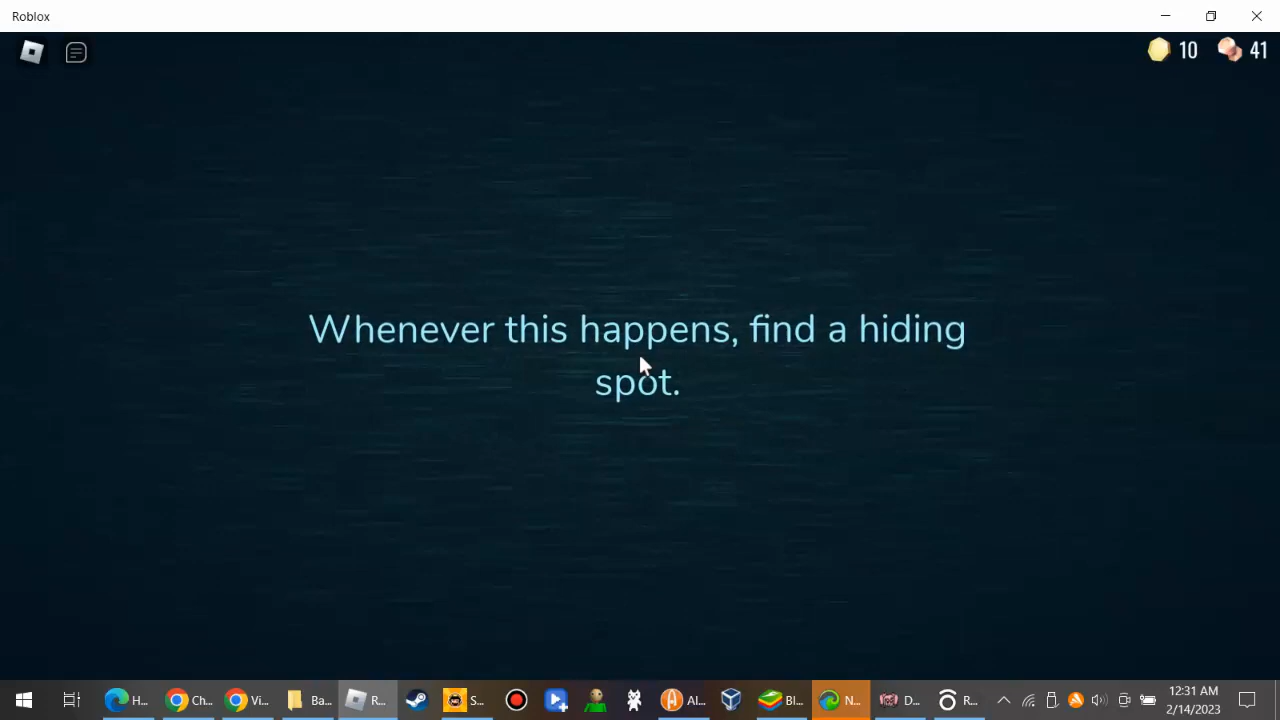 Roblox
10 41
Whenever this happens, find a hiding
spot.
H... Ch... Vi... Ba... R... S... Al... Bl... N... D... R...
12:31 AM
2/14/2023